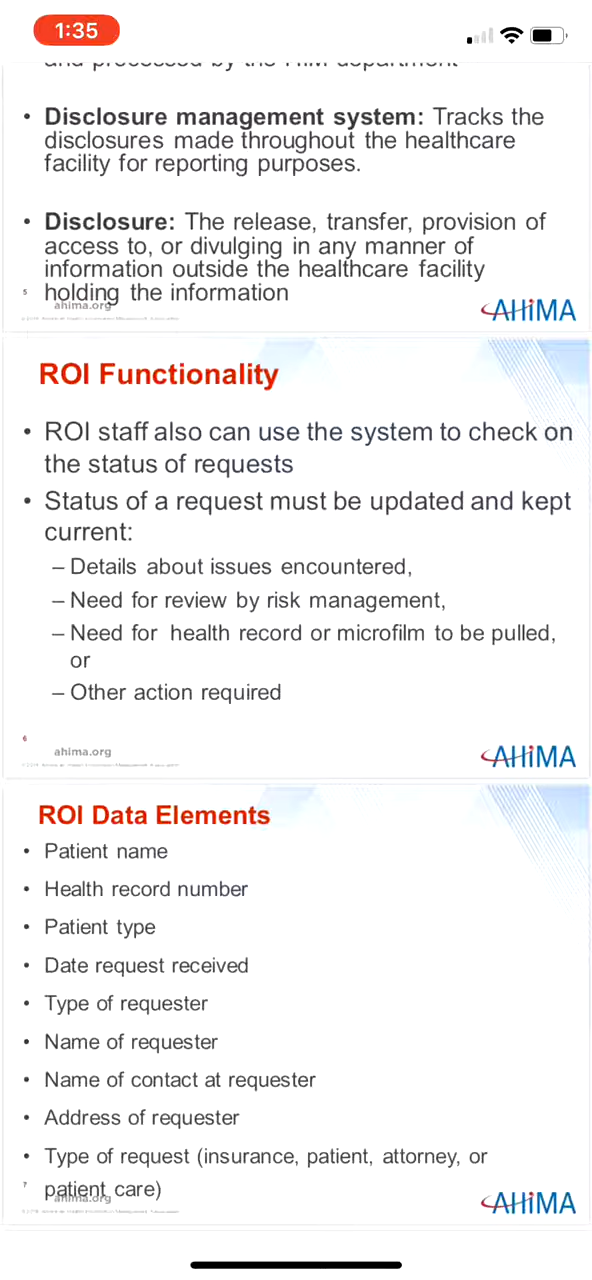 1:35
• Disclosure management system: Tracks the
disclosures made throughout the healthcare
facility for reporting purposes.
• Disclosure: The release, transfer, provision of
access to, or divulging in any manner of
information outside the healthcare facility
5 holding the information
ahima.org
AHiMA
ROI Functionality
• ROI staff also can use the system to check on
the status of requests
• Status of a request must be updated and kept
current:
– Details about issues encountered,
– Need for review by risk management,
– Need for health record or microfilm to be pulled,
or
– Other action required
6
ahima.org
AHiMA
ROI Data Elements
• Patient name
• Health record number
• Patient type
• Date request received
• Type of requester
• Name of requester
• Name of contact at requester
• Address of requester
• Type of request (insurance, patient, attorney, or
7 patient care)
ahima.org
AHiMA